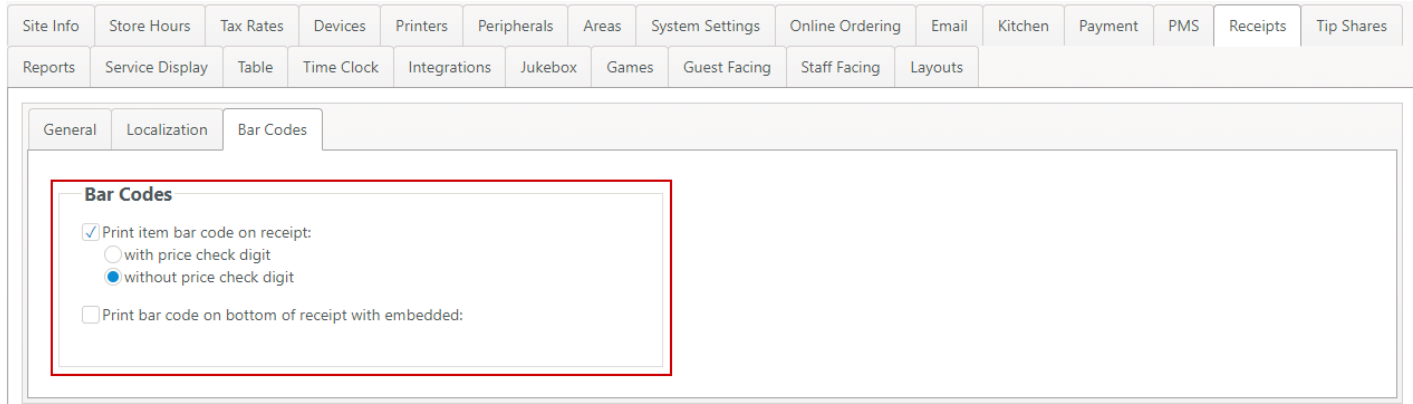 Site Info Store Hours Tax Rates Devices Printers Peripherals Areas System Settings Online Ordering Email Kitchen Payment PMS Receipts Tip Shares
Reports Service Display Table Time Clock Integrations Jukebox Games Guest Facing Staff Facing Layouts
General Localization Bar Codes
Bar Codes
Print item bar code on receipt:
with price check digit
without price check digit
Print bar code on bottom of receipt with embedded: